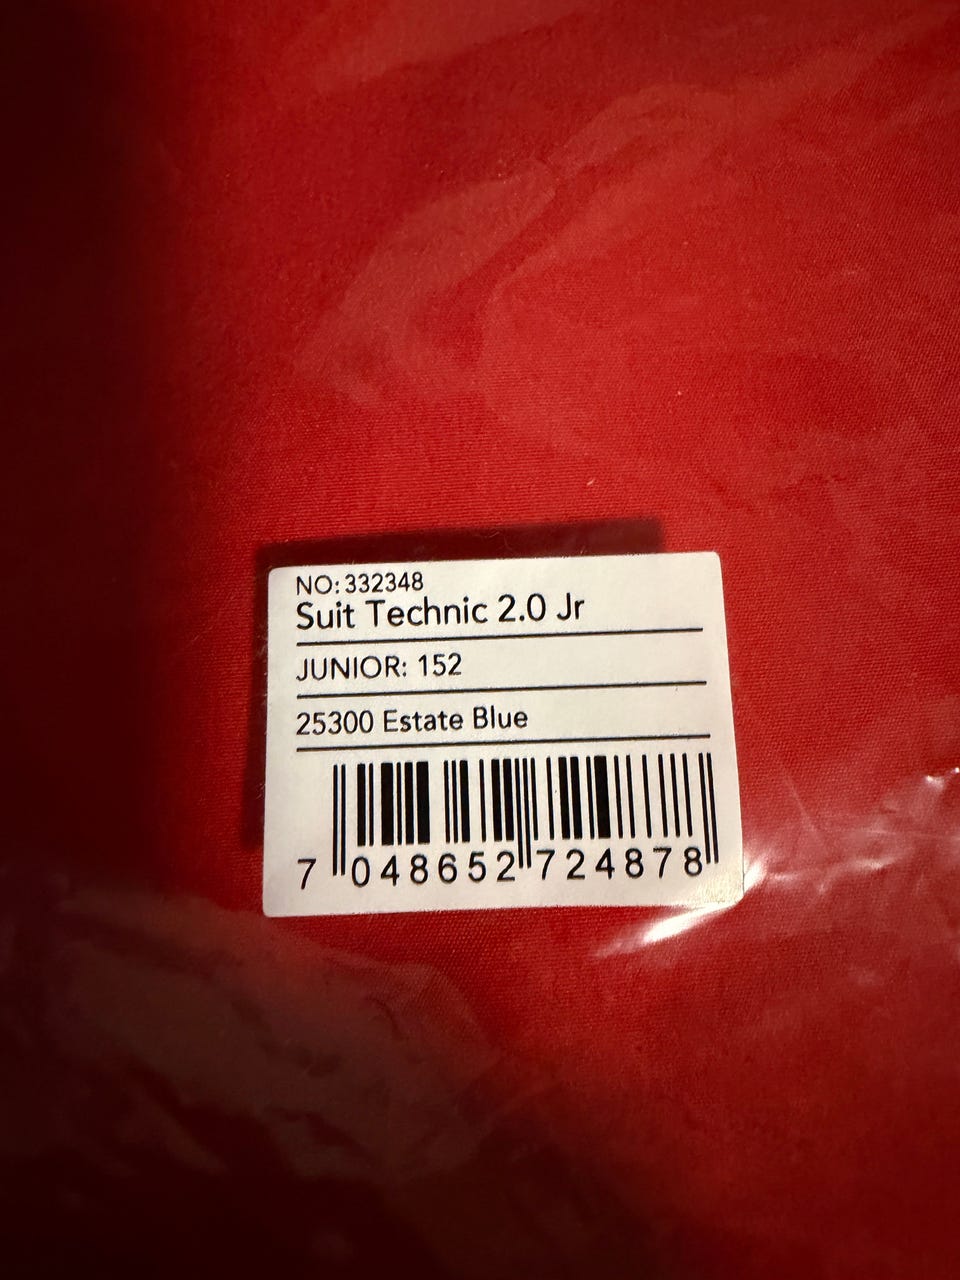 NO: 332348
Suit Technic 2.0 Jr
JUNIOR: 152
25300 Estate Blue
7 048652 724878